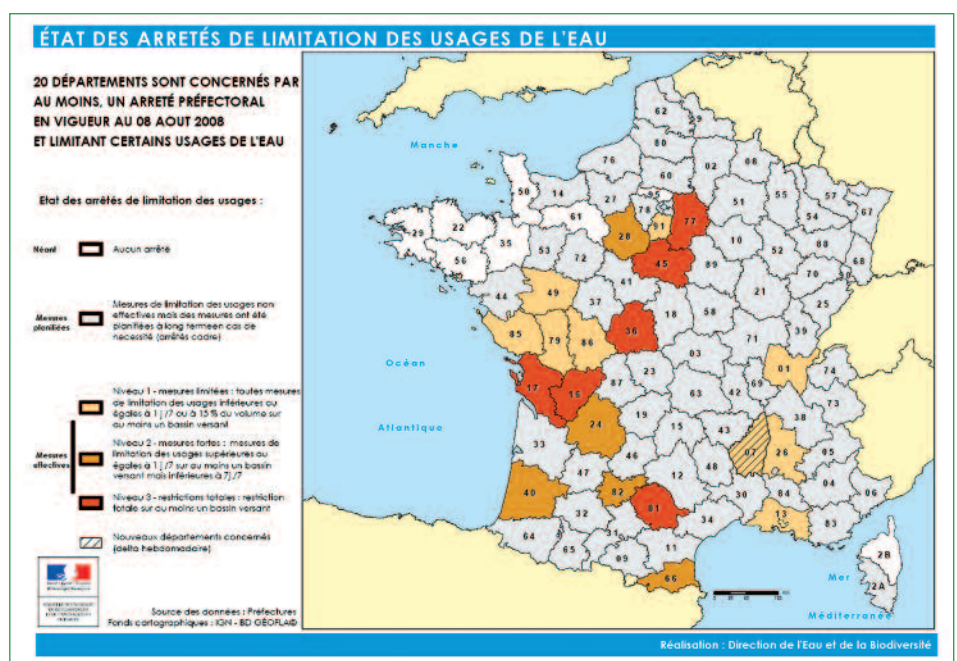 ÉTAT DES ARRETÉS DE LIMITATION DES USAGES DE L'EAU
20 DÉPARTEMENTS SONT CONCERNÉS PAR
AU MOINS, UN ARRETÉ PRÉFECTORAL
EN VIGUEUR AU 08 AOUT 2008
ET LIMITANT CERTAINS USAGES DE L'EAU
Etat des arrêtés de limitation des usages :
Néant
Aucun arrêté
Mesures
planifiées
Mesures de limitation des usages non
effectives mais des mesures ont été
planifiées à long termeen cas de
necessité (arrêtés cadre)
Mesures
effectives
Niveau 1 - mesures limitées : toutes mesures
de limitation des usages inférieures ou
égales à 1 j /7 ou à 15 % du volume sur
au moins un bassin versant
Niveau 2 - mesures fortes : mesures de
limitation des usages supérieures ou
égales à 1 j /7 sur au moins un bassin
versant mais inférieures à 7j /7
Niveau 3 - restrictions totales : restriction
totale sur au moins un bassin versant
Nouveaux départements concernés
(delta hebdomadaire)
Source des données : Préfectures
Fonds cartographiques : IGN - BD GÉOFLA©
Manche
Océan
Atlantique
Mer
Méditerranée
62 59
80
76 02 08
60
50 14 27 95 51 55 57 67
78 77 54
61 91
29 22 28
35 10 88
56 53 52 68
72 45 89 70 90
44 49 41 21 25
37 18 58
36 39
85 79 86 71
03
01
17 16 87 23 69 74
63 42
73
24 19 38
33 15 43
46 07 26 05
47 12 48
40 82 04
81 30 84 06
32 13
34 83
64 31
65 09 11
66
2B
2A
Réalisation : Direction de l'Eau et de la Biodiversité